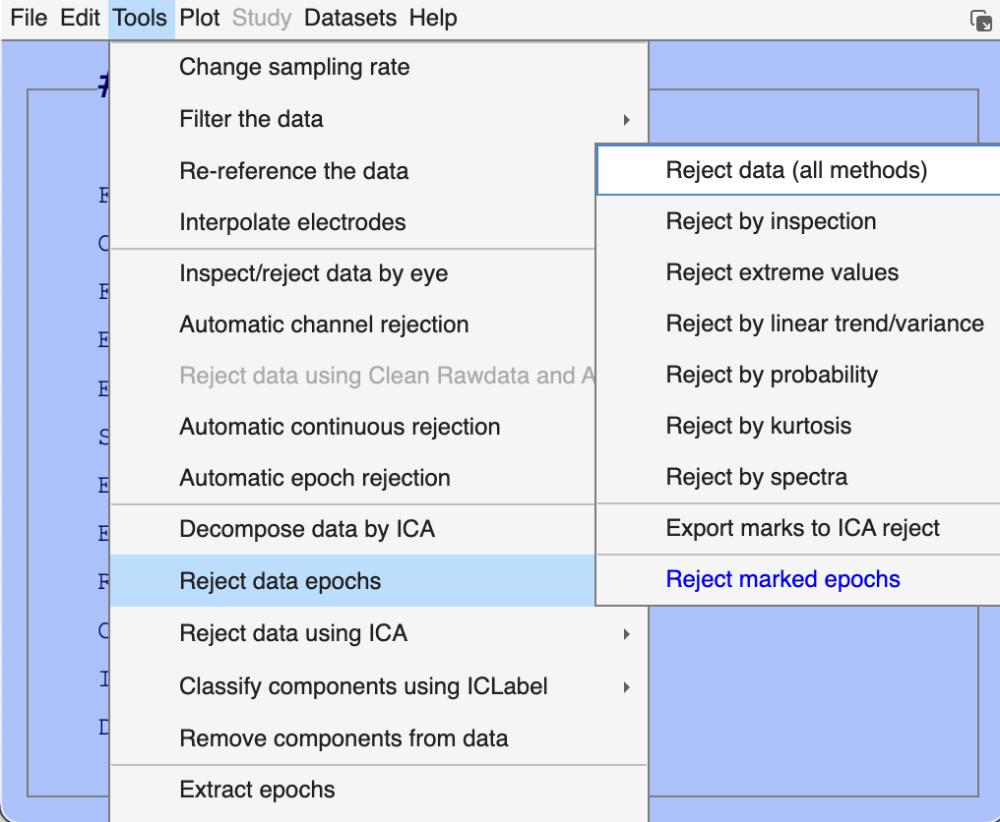 File Edit Tools Plot Study Datasets Help
#
Change sampling rate
Filter the data
Re-reference the data
Interpolate electrodes
Inspect/reject data by eye
Automatic channel rejection
Reject data using Clean Rawdata and A
Automatic continuous rejection
Automatic epoch rejection
Decompose data by ICA
Reject data epochs
Reject data using ICA
Classify components using ICLabel
Remove components from data
Extract epochs
Reject data (all methods)
Reject by inspection
Reject extreme values
Reject by linear trend/variance
Reject by probability
Reject by kurtosis
Reject by spectra
Export marks to ICA reject
Reject marked epochs